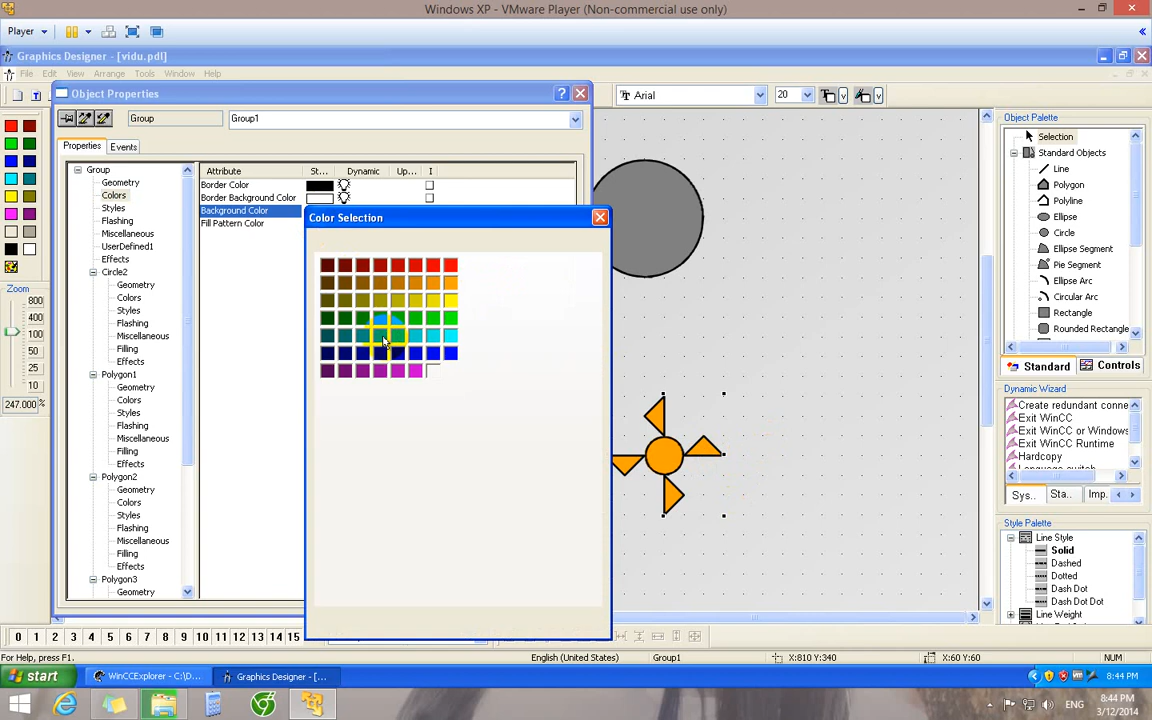 Windows XP - VMware Player (Non-commercial use only)
Player
Graphics Designer - [vidu.pdl]
File Edit View Arrange Tools Window Help
Object Properties
Arial
20
Group
Group1
Properties Events
Attribute St... Dynamic Up... I
Group
Geometry
Colors
Styles
Flashing
Miscellaneous
UserDefined1
Effects
Circle2
Geometry
Colors
Styles
Flashing
Miscellaneous
Filling
Effects
Polygon1
Geometry
Colors
Styles
Flashing
Miscellaneous
Filling
Effects
Polygon2
Geometry
Colors
Styles
Flashing
Miscellaneous
Filling
Effects
Polygon3
Geometry
Border Color
Border Background Color
Background Color
Fill Pattern Color
Color Selection
Zoom
800
400
200
100
50
25
10
247.000 %
Object Palette
Selection
Standard Objects
Line
Polygon
Polyline
Ellipse
Circle
Ellipse Segment
Pie Segment
Ellipse Arc
Circular Arc
Rectangle
Rounded Rectangle
Standard Controls
Dynamic Wizard
Create redundant conne
Exit WinCC
Exit WinCC or Windows
Exit WinCC Runtime
Hardcopy
Sys.. Sta... Imp.
Style Palette
Line Style
Solid
Dashed
Dotted
Dash Dot
Dash Dot Dot
Line Weight
0 1 2 3 4 5 6 7 8 9 10 11 12 13 14 15
For Help, press F1.
English (United States)
Group1
X:810 Y:340
X:60 Y:60
NUM
start
WinCCExplorer - C:\D...
Graphics Designer - [...
8:44 PM
ENG
8:44 PM
3/12/2014